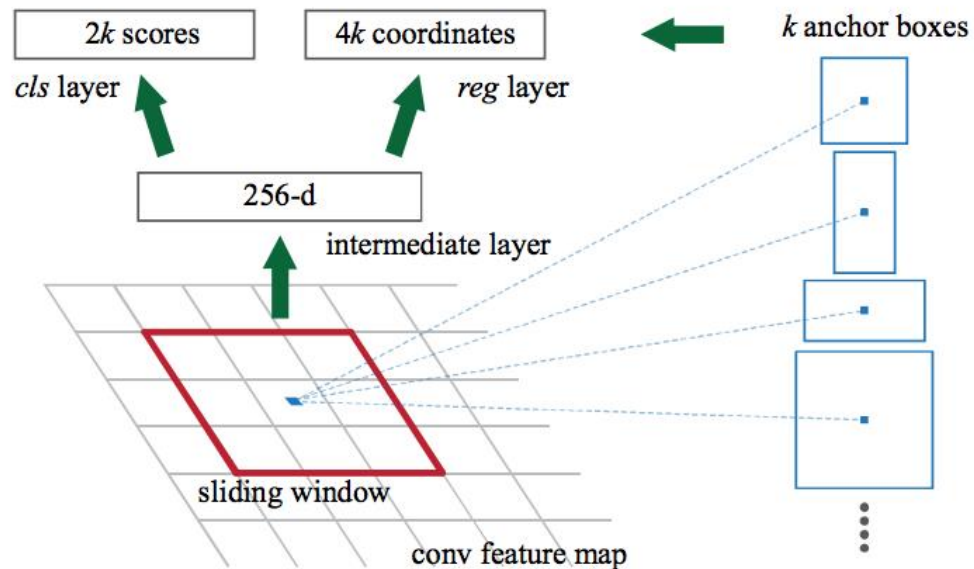 2k scores
4k coordinates
k anchor boxes
cls layer
reg layer
256-d
intermediate layer
sliding window
conv feature map